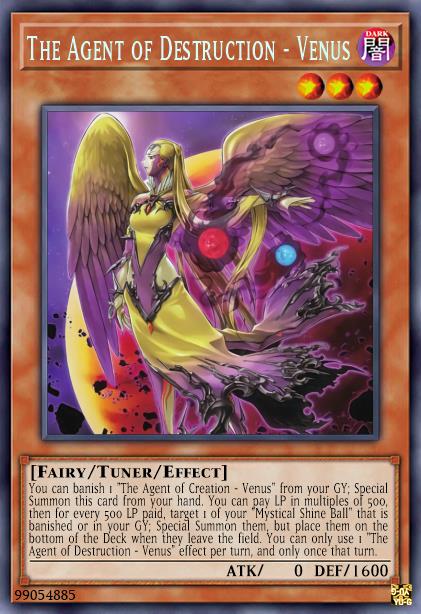 THE AGENT OF DESTRUCTION - VENUS
DARK
闇
[FAIRY/TUNER/EFFECT]
You can banish 1 "The Agent of Creation - Venus" from your GY; Special
Summon this card from your hand. You can pay LP in multiples of 500,
then for every 500 LP paid, target 1 of your "Mystical Shine Ball" that is
banished or in your GY; Special Summon them, but place them on the
bottom of the Deck when they leave the field. You can only use 1 "The
Agent of Destruction - Venus" effect per turn, and only once that turn.
ATK/ 0 DEF/1600
99054885